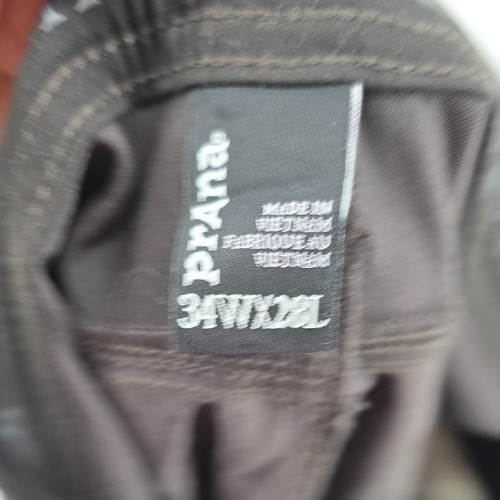 prAna
MADE IN
VIETNAM
FABRIQUE AU
VIETNAM
34WX28L